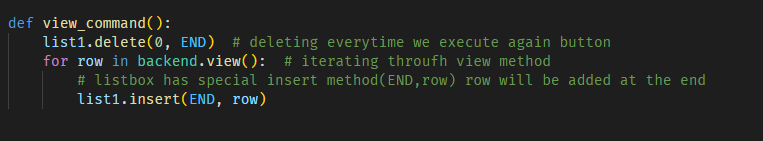 def view_command():
    list1.delete(0, END)  # deleting everytime we execute again button
    for row in backend.view():  # iterating throufh view method
        # listbox has special insert method(END,row) row will be added at the end
        list1.insert(END, row)